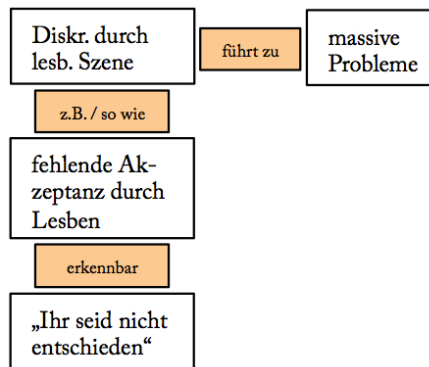 Diskr. durch
lesb. Szene
führt zu
massive
Probleme
z.B. / so wie
fehlende Ak-
zeptanz durch
Lesben
erkennbar
„Ihr seid nicht
entschieden“